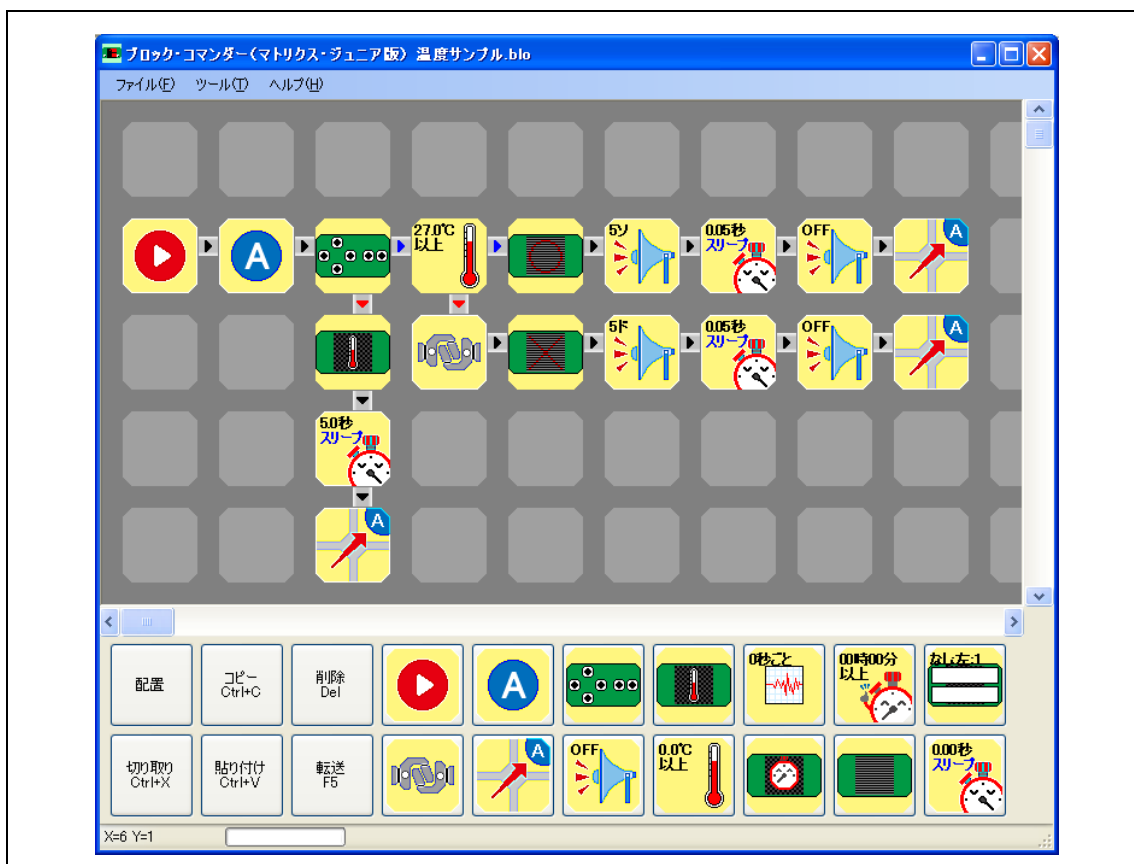 ブロック・コマンダー(マトリクス・ジュニア版) 温度サンプル.blo
ファイル(F) ツール(T) ヘルプ(H)
A
27.0℃
以上
5ソ
0.05秒
スリープ
OFF
A
5ド
0.05秒
スリープ
OFF
A
5.0秒
スリープ
A
配置
コピー
Ctrl+C
削除
Del
A
0秒ごと
00時00分
以上
なし左:1
切り取り
Ctrl+X
貼り付け
Ctrl+V
転送
F5
A
OFF
0.0℃
以上
0.00秒
スリープ
X=6 Y=1